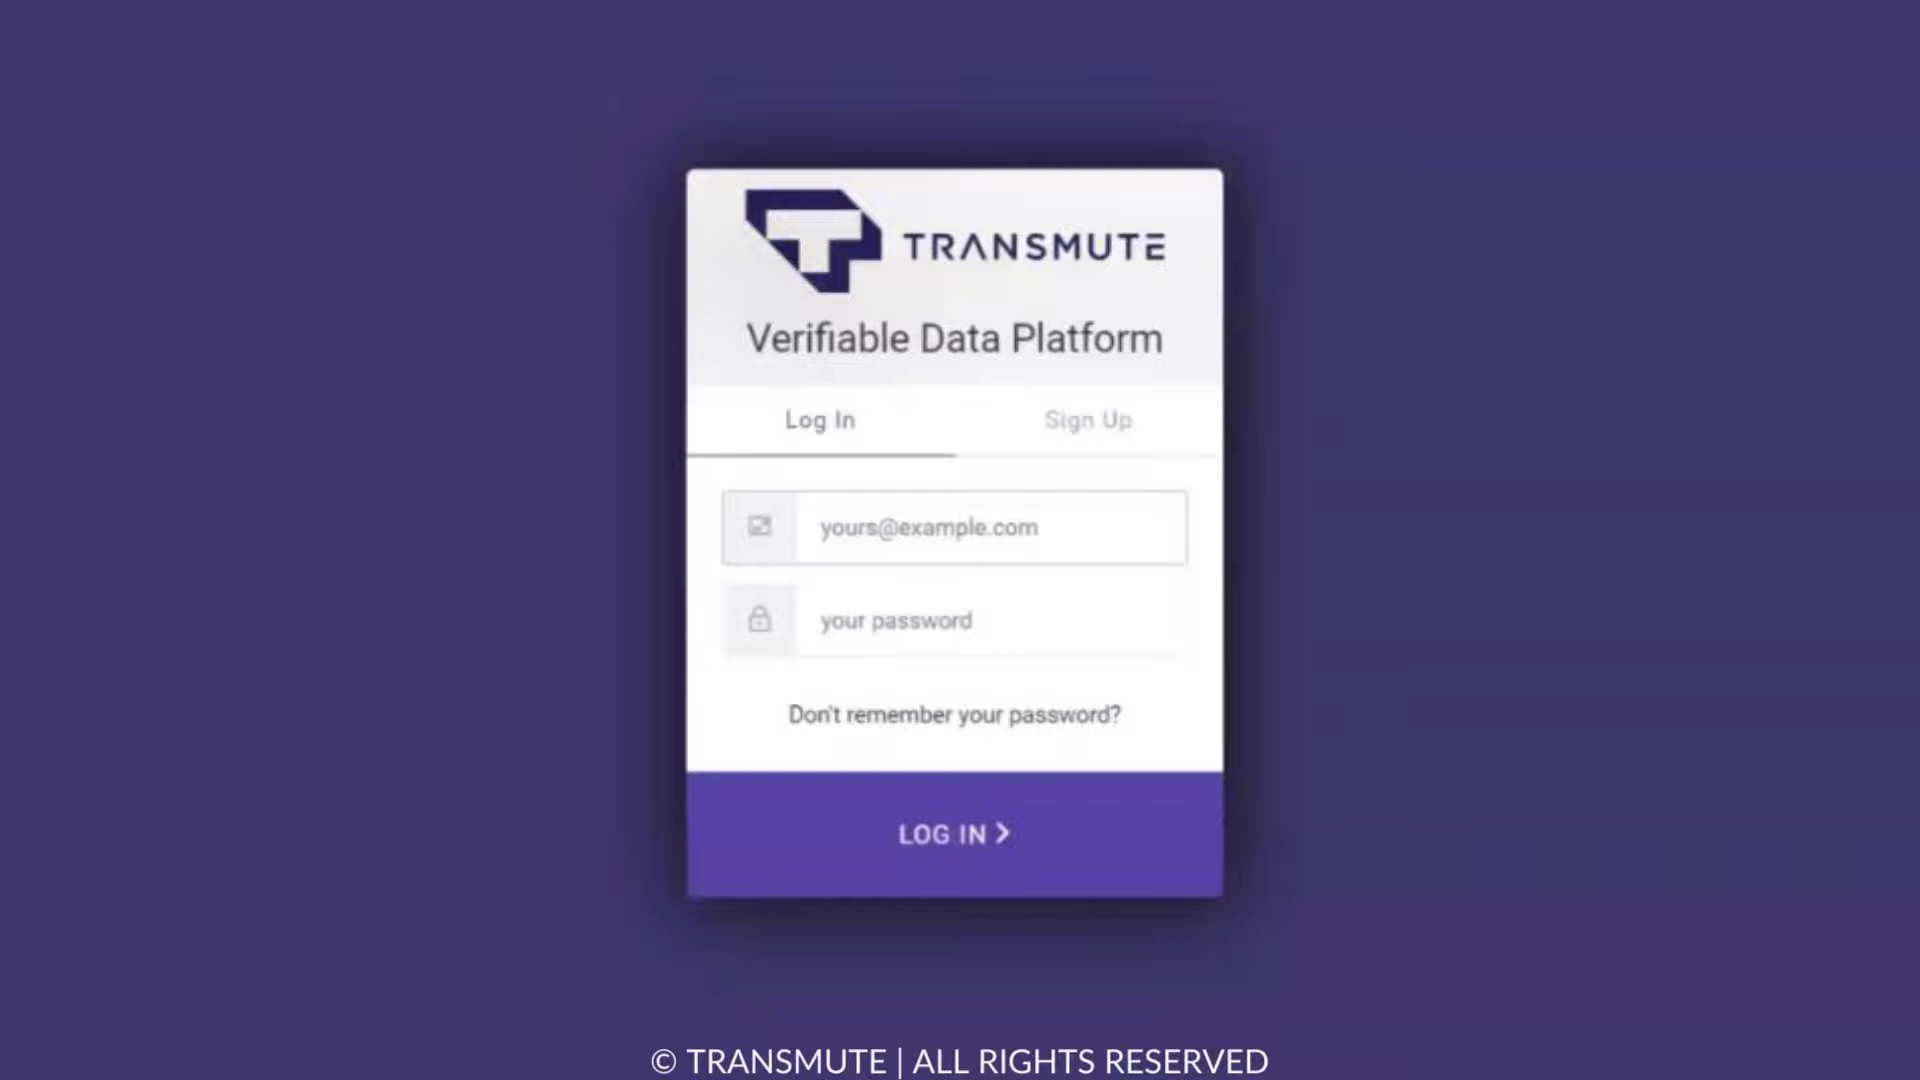 TRANSMUTE
Verifiable Data Platform
Log In
Sign Up
yours@example.com
your password
Don't remember your password?
LOG IN
© TRANSMUTE | ALL RIGHTS RESERVED